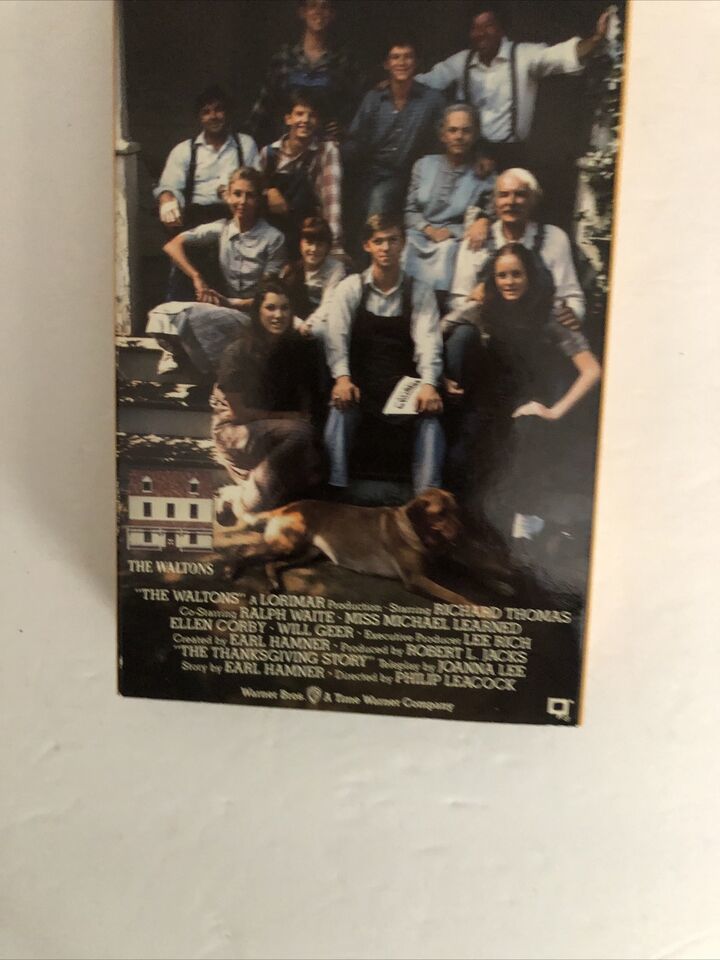 THE WALTONS
"THE WALTONS" A LORIMAR Production · Starring RICHARD THOMAS
Co-Starring RALPH WAITE · MISS MICHAEL LEARNED
ELLEN CORBY · WILL GEER · Executive Producer LEE RICH
Created by EARL HAMNER · Produced by ROBERT L. JACKS
"THE THANKSGIVING STORY" Teleplay by JOANNA LEE
Story by EARL HAMNER · Directed by PHILIP LEACOCK
Warner Bros. A Time Warner Company